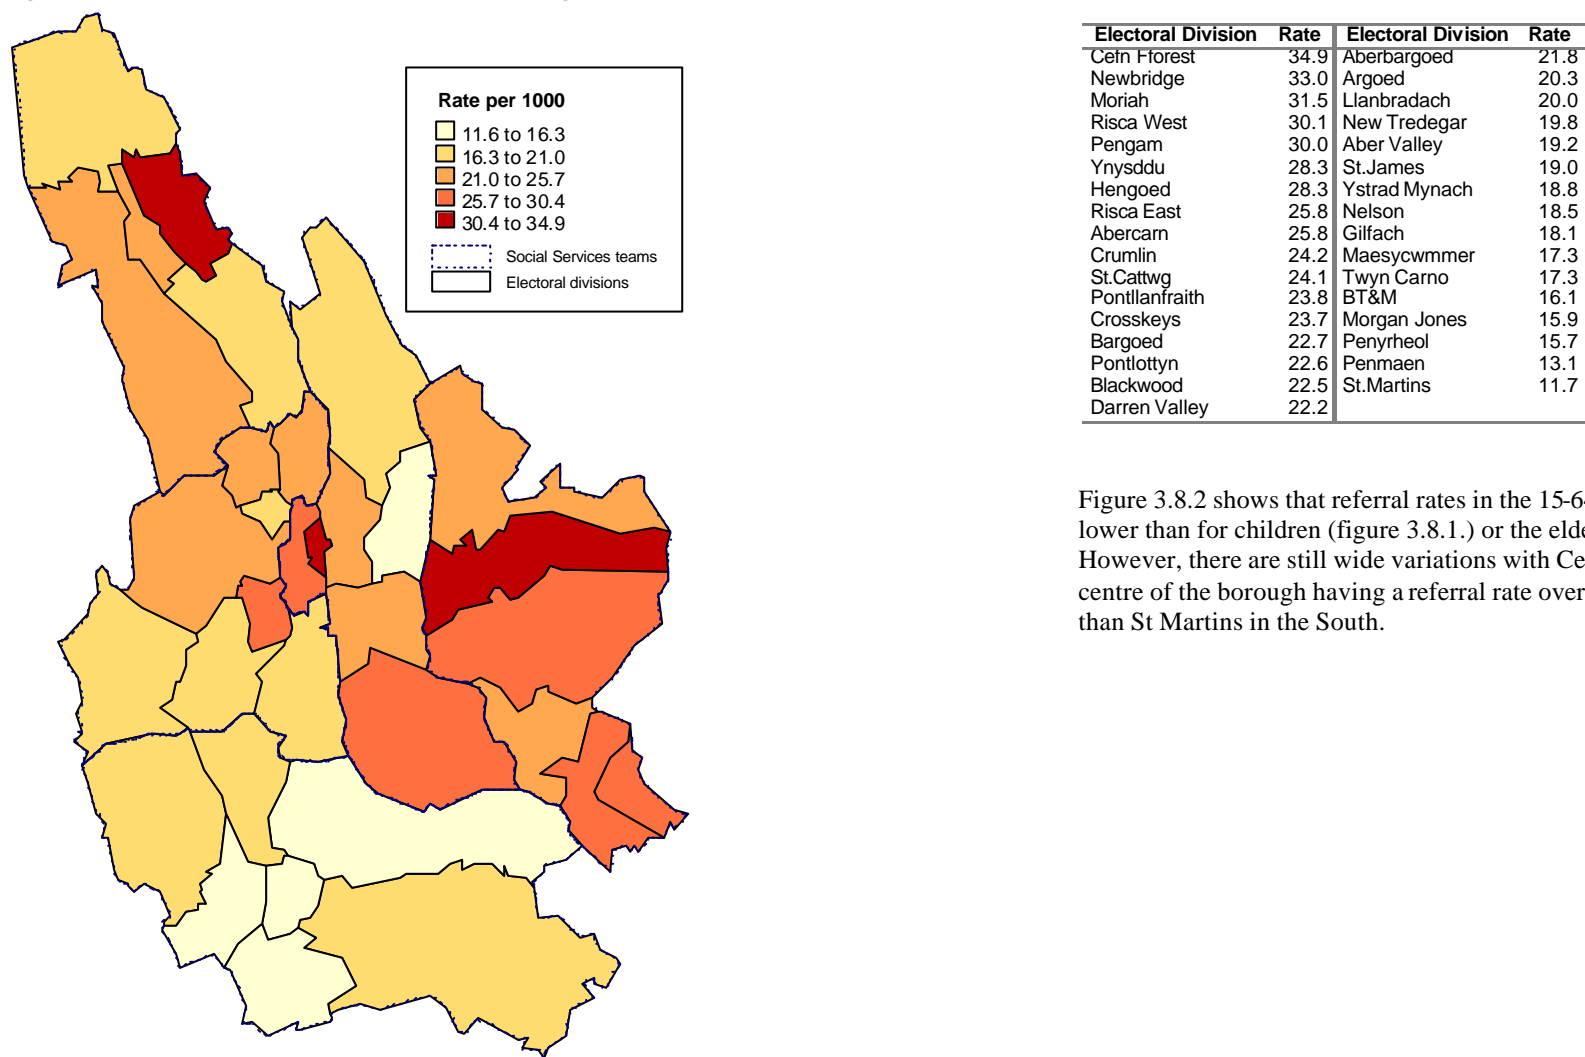 Rate per 1000
11.6 to 16.3
16.3 to 21.0
21.0 to 25.7
25.7 to 30.4
30.4 to 34.9
Social Services teams
Electoral divisions
Electoral Division Rate Electoral Division Rate
Cefn Fforest 34.9 Aberbargoed 21.8
Newbridge 33.0 Argoed 20.3
Moriah 31.5 Llanbradach 20.0
Risca West 30.1 New Tredegar 19.8
Pengam 30.0 Aber Valley 19.2
Ynysddu 28.3 St.James 19.0
Hengoed 28.3 Ystrad Mynach 18.8
Risca East 25.8 Nelson 18.5
Abercarn 25.8 Gilfach 18.1
Crumlin 24.2 Maesycwmmer 17.3
St.Cattwg 24.1 Twyn Carno 17.3
Pontllanfraith 23.8 BT&M 16.1
Crosskeys 23.7 Morgan Jones 15.9
Bargoed 22.7 Penyrheol 15.7
Pontlottyn 22.6 Penmaen 13.1
Blackwood 22.5 St.Martins 11.7
Darren Valley 22.2
Figure 3.8.2 shows that referral rates in the
lower than for children (figure 3.8.1.) or the
However, there are still wide variations with
centre of the borough having a referral rate over
than St Martins in the South.